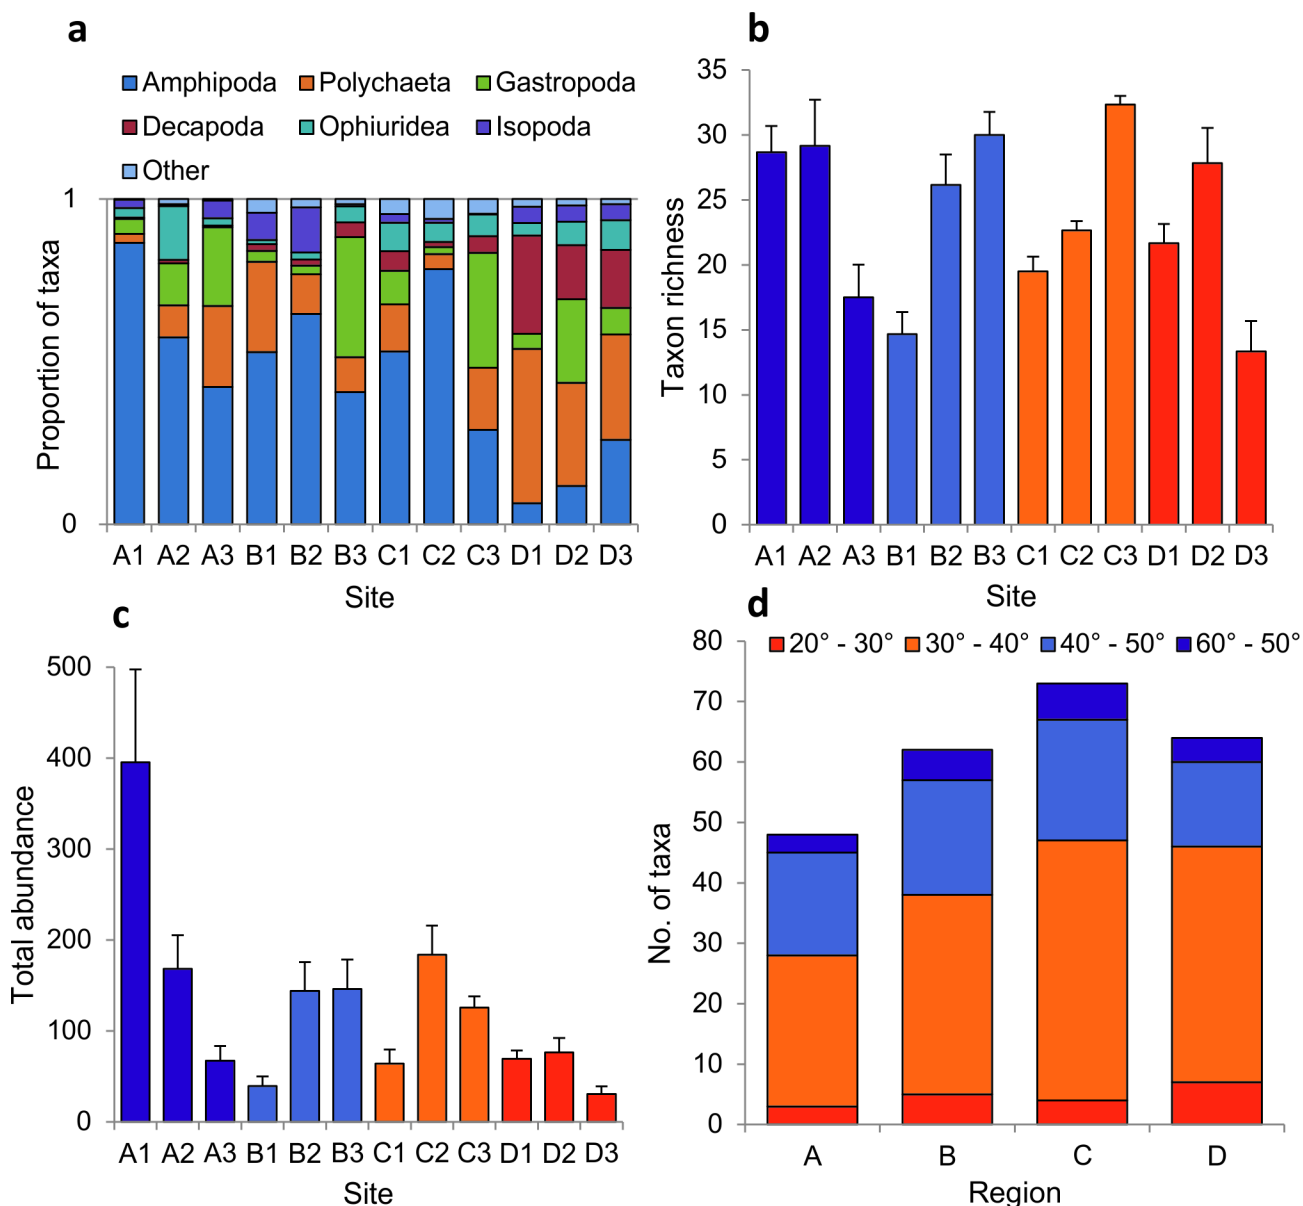 a
Amphipoda Polychaeta Gastropoda
Decapoda Ophiuridea Isopoda
Other
Proportion of taxa
1
0
A1 A2 A3 B1 B2 B3 C1 C2 C3 D1 D2 D3
Site
b
Taxon richness
35
30
25
20
15
10
5
0
A1 A2 A3 B1 B2 B3 C1 C2 C3 D1 D2 D3
Site
c
Total abundance
500
400
300
200
100
0
A1 A2 A3 B1 B2 B3 C1 C2 C3 D1 D2 D3
Site
d
20° - 30° 30° - 40° 40° - 50° 60° - 50°
No. of taxa
80
70
60
50
40
30
20
10
0
A B C D
Region